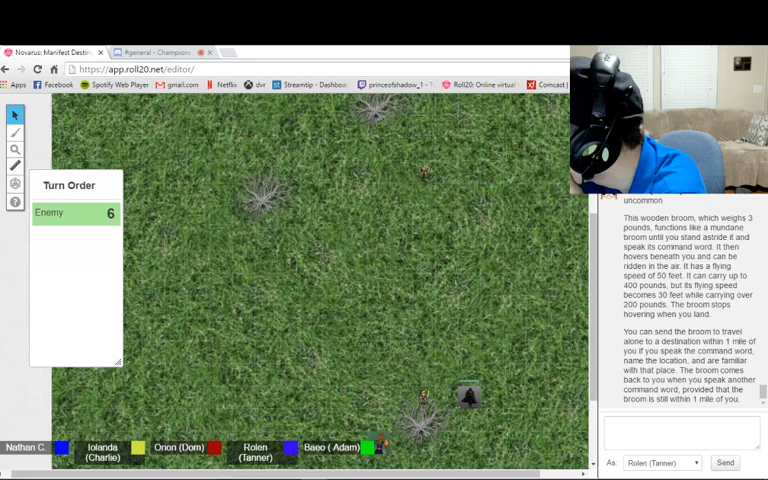 Novarus: Manifest Destin
#general - Champion
https://app.roll20.net/editor/
Apps Facebook Spotify Web Player gmail.com Netflix dvr Streamtip - Dashboa princeofshadow_1 - T Roll20: Online virtual Comcast
Turn Order
Enemy 6
uncommon
This wooden broom, which weighs 3
pounds, functions like a mundane
broom until you stand astride it and
speak its command word. It then
hovers beneath you and can be
ridden in the air. It has a flying
speed of 50 feet. It can carry up to
400 pounds, but its flying speed
becomes 30 feet while carrying over
200 pounds. The broom stops
hovering when you land.
You can send the broom to travel
alone to a destination within 1 mile
of you if you speak the command word,
name the location, and are familiar
with that place. The broom comes
back to you when you speak another
command word, provided that the
broom is still within 1 mile of you.
Nathan C. Iolanda Orion (Dom) Rolen Baeo ( Adam)
(Charlie) (Tanner)
As: Rolen (Tanner) Send